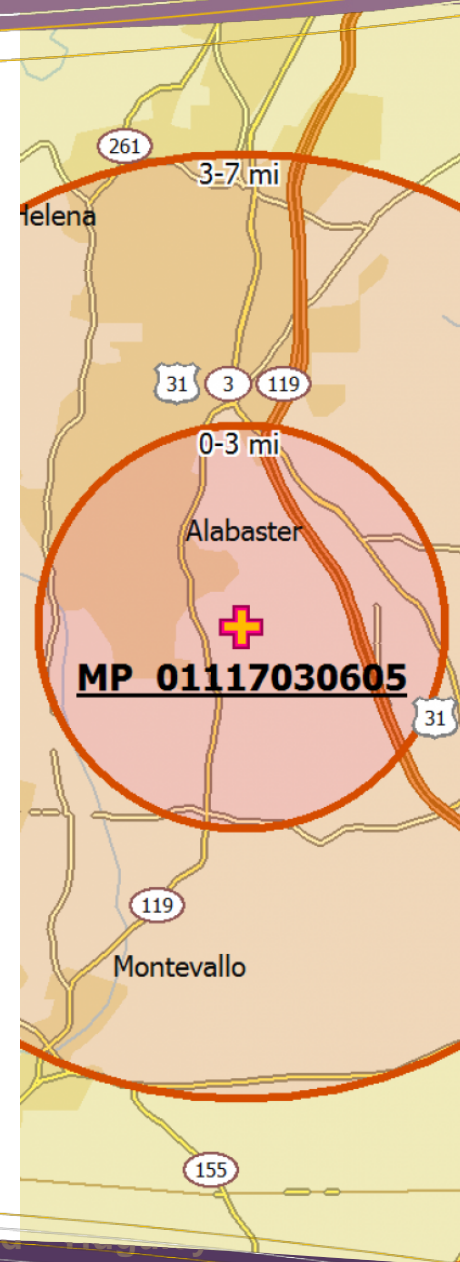 261
3-7 mi
Helena
31 3 119
0-3 mi
Alabaster
MP 01117030605
31
119
Montevallo
155